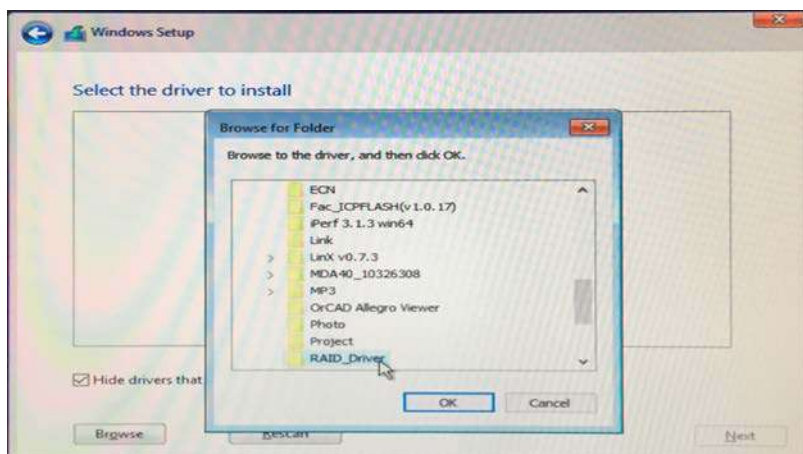 Windows Setup
Select the driver to install
Browse for Folder
Browse to the driver, and then click OK.
ECN
Fac_ICPFLASH(v1.0.17)
iPerf 3.1.3 win64
Link
LinX v0.7.3
MDA40_10326308
MP3
OrCAD Allegro Viewer
Photo
Project
RAID_Driver
Hide drivers that
OK
Cancel
Browse
Rescan
Next